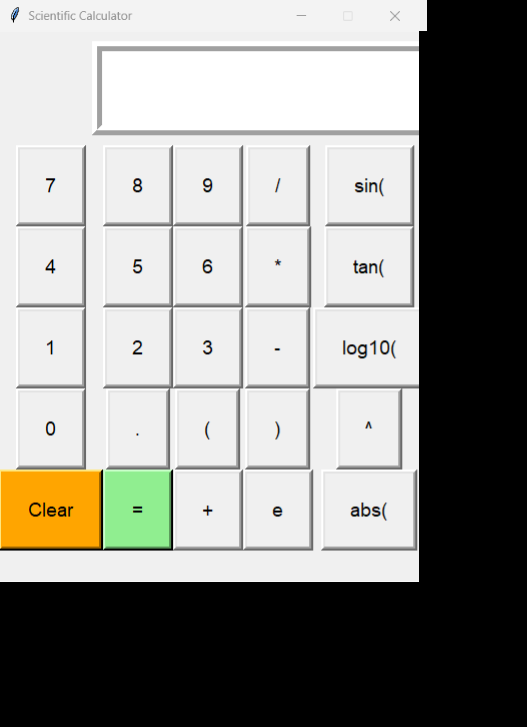 Scientific Calculator
7 8 9 / sin(
4 5 6 * tan(
1 2 3 - log10(
0 . ( ) ^
Clear = + e abs(